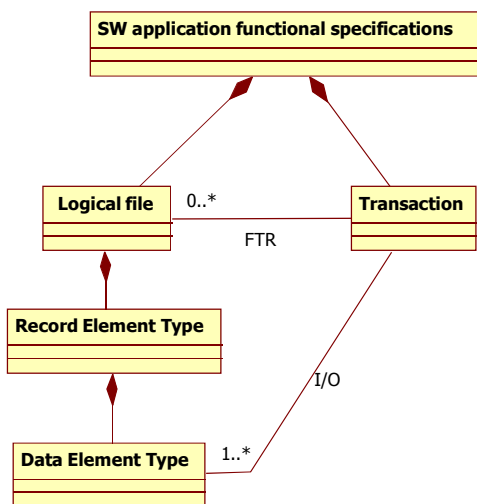 SW application functional specifications
Logical file
0..*
Transaction
FTR
Record Element Type
I/O
Data Element Type
1..*